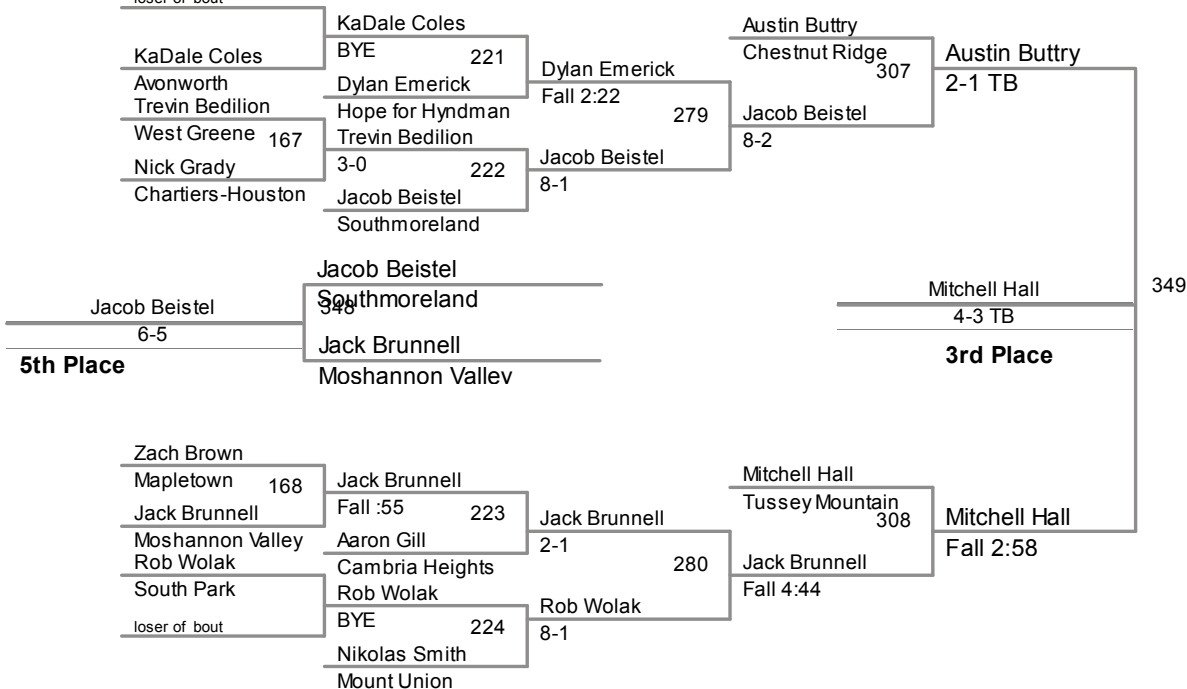 loser of bout
KaDale Coles
Avonworth
Trevin Bedilion
West Greene 167
Nick Grady
Chartiers-Houston
KaDale Coles
BYE 221
Dylan Emerick
Hope for Hyndman
Trevin Bedilion
3-0 222
Jacob Beistel
Southmoreland
Dylan Emerick
Fall 2:22
279
Jacob Beistel
8-1
Austin Buttry
Chestnut Ridge
307
Jacob Beistel
8-2
Austin Buttry
2-1 TB
Jacob Beistel
6-5
5th Place
Jacob Beistel
Southmoreland
348
Jack Brunnell
Moshannon Valley
Mitchell Hall
4-3 TB
3rd Place
349
Zach Brown
Mapletown 168
Jack Brunnell
Moshannon Valley
Rob Wolak
South Park
loser of bout
Jack Brunnell
Fall :55 223
Aaron Gill
Cambria Heights
Rob Wolak
BYE 224
Nikolas Smith
Mount Union
Jack Brunnell
2-1
280
Rob Wolak
8-1
Mitchell Hall
Tussey Mountain
308
Jack Brunnell
Fall 4:44
Mitchell Hall
Fall 2:58